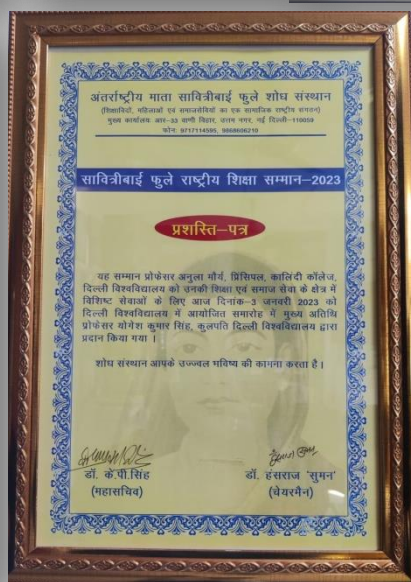 अंतर्राष्ट्रीय माता सावित्रीबाई फुले शोध संस्थान
(शिक्षाविदों, महिलाओं एवं समाजसेवियों का एक सामाजिक राष्ट्रीय संगठन)
मुख्य कार्यालयः आर-33 वाणी विहार, उत्तम नगर, नई दिल्ली-110059
फोनः 9717114595, 9868606210
सावित्रीबाई फुले राष्ट्रीय शिक्षा सम्मान-2023
प्रशस्ति-पत्र
यह सम्मान प्रोफेसर अनुला मौर्य, प्रिंसिपल, कालिंदी कॉलेज,
दिल्ली विश्वविद्यालय को उनकी शिक्षा एवं समाज सेवा के क्षेत्र में
विशिष्ट सेवाओं के लिए आज दिनांक-3 जनवरी 2023 को
दिल्ली विश्वविद्यालय में आयोजित समारोह में मुख्य अतिथि
प्रोफेसर योगेश कुमार सिंह, कुलपति दिल्ली विश्वविद्यालय द्वारा
प्रदान किया गया ।
शोध संस्थान आपके उज्ज्वल भविष्य की कामना करता है ।
डॉ. के.पी.सिंह
(महासचिव)
डॉ. हंसराज 'सुमन'
(चेयरमैन)